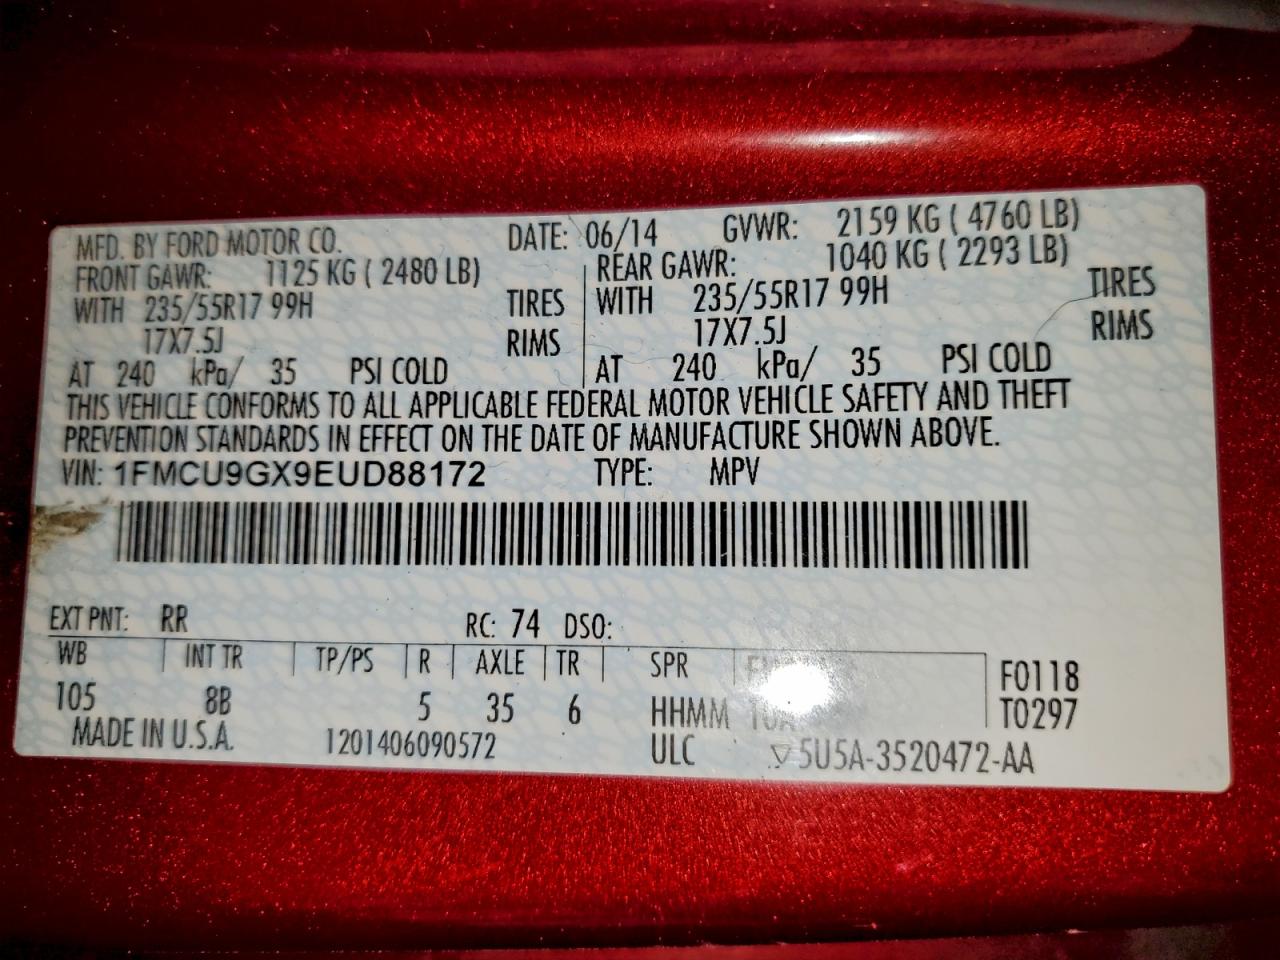 MFD. BY FORD MOTOR CO. DATE: 06/14 GVWR: 2159 KG ( 4760 LB)
FRONT GAWR: 1125 KG ( 2480 LB) REAR GAWR: 1040 KG ( 2293 LB)
WITH 235/55R17 99H TIRES WITH 235/55R17 99H TIRES
17X7.5J RIMS 17X7.5J RIMS
AT 240 kPa/ 35 PSI COLD AT 240 kPa/ 35 PSI COLD
THIS VEHICLE CONFORMS TO ALL APPLICABLE FEDERAL MOTOR VEHICLE SAFETY AND THEFT
PREVENTION STANDARDS IN EFFECT ON THE DATE OF MANUFACTURE SHOWN ABOVE.
VIN: 1FMCU9GX9EUD88172 TYPE: MPV
EXT PNT: RR RC: 74 DSO:
WB INT TR TP/PS R AXLE TR SPR F0118
105 8B 5 35 6 HHMM T0297
MADE IN U.S.A. 1201406090572 ULC ▽5U5A-3520472-AA